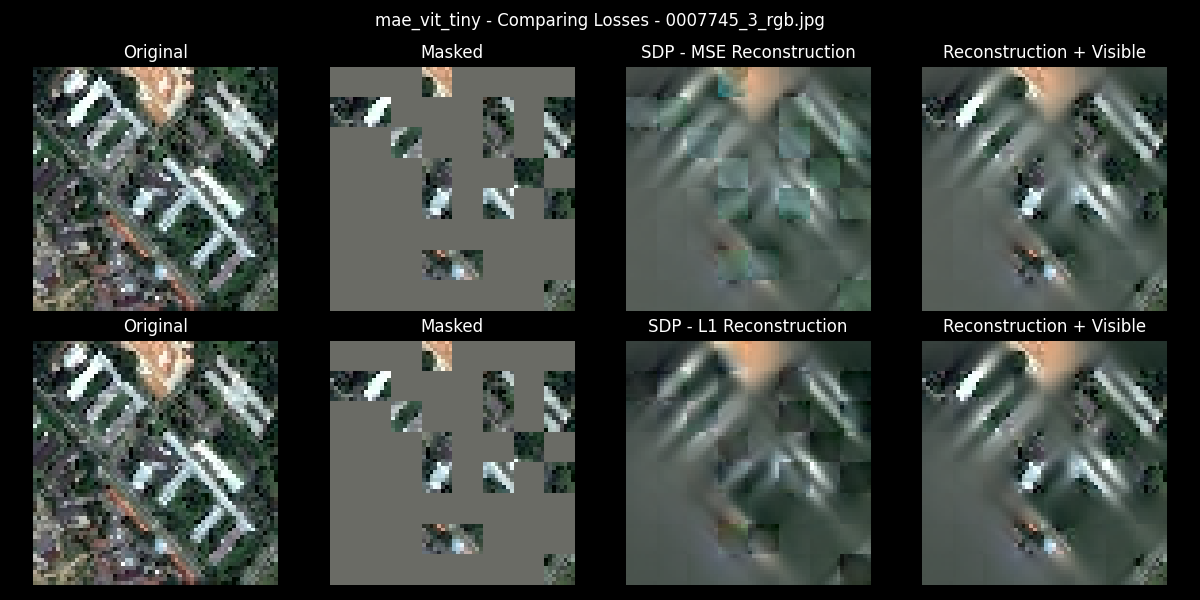 mae_vit_tiny - Comparing Losses - 0007745_3_rgb.jpg
Original
Masked
SDP - MSE Reconstruction
Reconstruction + Visible
Original
Masked
SDP - L1 Reconstruction
Reconstruction + Visible